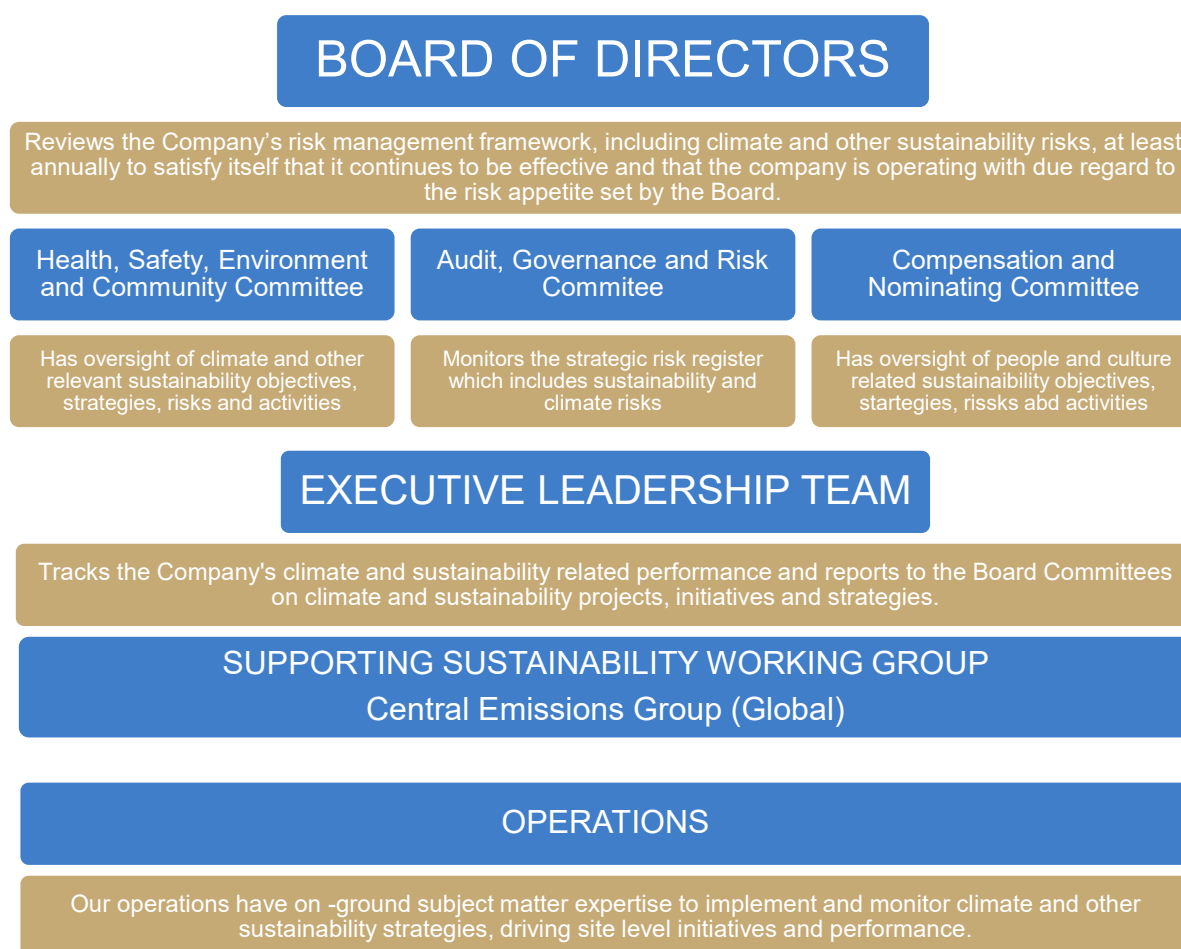 BOARD OF DIRECTORS
Reviews the Company’s risk management framework, including climate and other sustainability risks, at least
annually to satisfy itself that it continues to be effective and that the company is operating with due regard to
the risk appetite set by the Board.
Health, Safety, Environment
and Community Committee
Audit, Governance and Risk
Commitee
Compensation and
Nominating Committee
Has oversight of climate and other
relevant sustainability objectives,
strategies, risks and activities
Monitors the strategic risk register
which includes sustainability and
climate risks
Has oversight of people and culture
related sustainaibility objectives,
startegies, rissks abd activities
EXECUTIVE LEADERSHIP TEAM
Tracks the Company's climate and sustainability related performance and reports to the Board Committees
on climate and sustainability projects, initiatives and strategies.
SUPPORTING SUSTAINABILITY WORKING GROUP
Central Emissions Group (Global)
OPERATIONS
Our operations have on -ground subject matter expertise to implement and monitor climate and other
sustainability strategies, driving site level initiatives and performance.